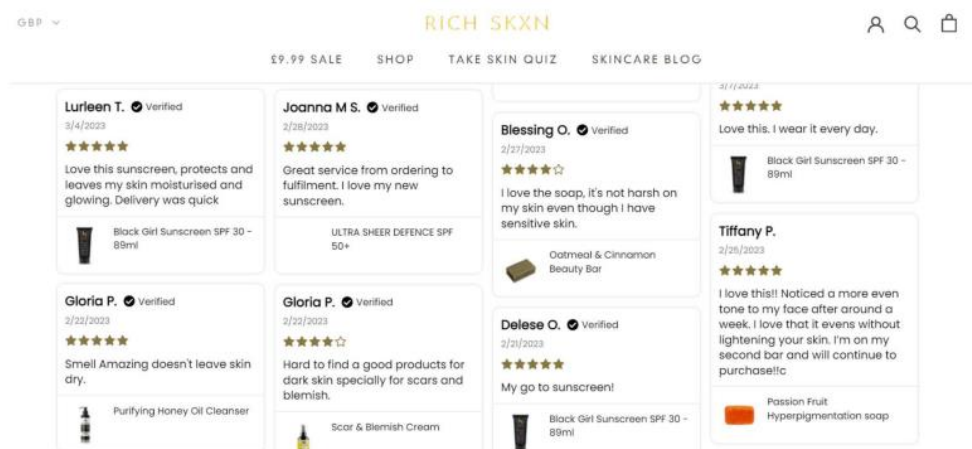 GBP
RICH SKXN
£9.99 SALE
SHOP
TAKE SKIN QUIZ
SKINCARE BLOG
Lurleen T. Verified
3/4/2023
Love this sunscreen, protects and
leaves my skin moisturised and
glowing. Delivery was quick
Black Girl Sunscreen SPF 30 -
89ml
Gloria P. Verified
2/22/2023
Smell Amazing doesn't leave skin
dry.
Purifying Honey Oil Cleanser
Joanna M S. Verified
2/28/2023
Great service from ordering to
fulfilment. I love my new
sunscreen.
ULTRA SHEER DEFENCE SPF
50+
Gloria P. Verified
2/22/2023
Hard to find a good products for
dark skin specially for scars and
blemish.
Scar & Blemish Cream
Blessing O. Verified
2/27/2023
I love the soap, it's not harsh on
my skin even though I have
sensitive skin.
Oatmeal & Cinnamon
Beauty Bar
Delese O. Verified
2/21/2023
My go to sunscreen!
Black Girl Sunscreen SPF 30 -
89ml
3/7/2023
Love this. I wear it every day.
Black Girl Sunscreen SPF 30 -
89ml
Tiffany P.
2/25/2023
I love this!! Noticed a more even
tone to my face after around a
week. I love that it evens without
lightening your skin. I'm on my
second bar and will continue to
purchase!!c
Passion Fruit
Hyperpigmentation soap